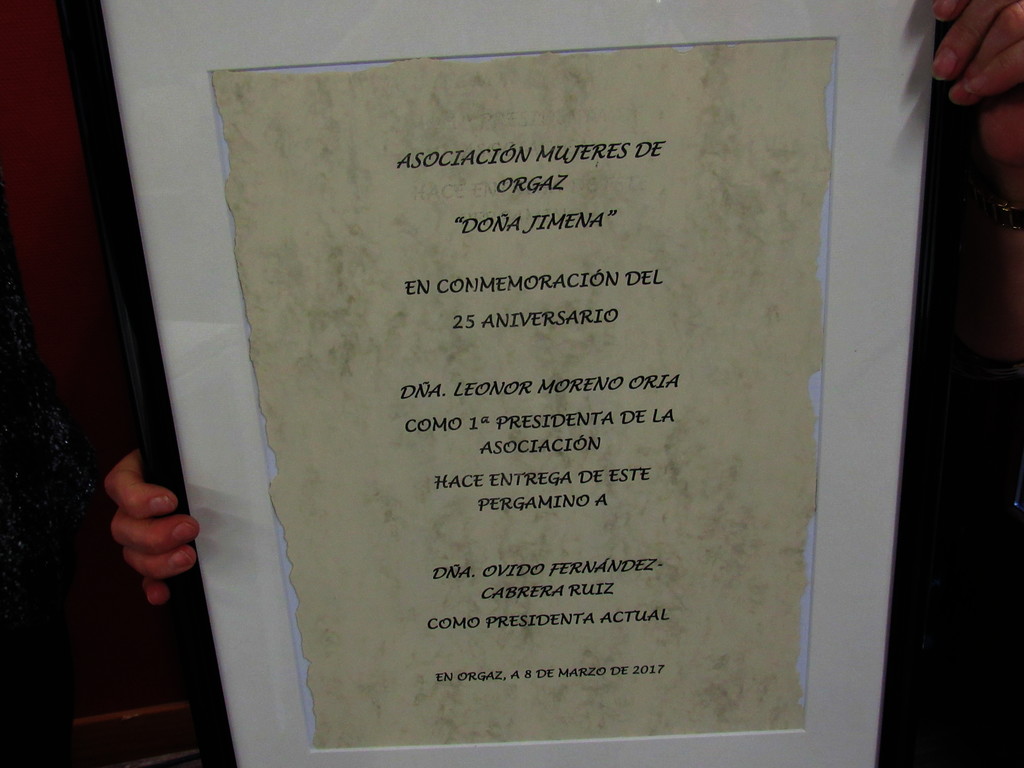 ASOCIACIÓN MUJERES DE
ORGAZ
“DOÑA JIMENA”
EN CONMEMORACIÓN DEL
25 ANIVERSARIO
DÑA. LEONOR MORENO ORIA
COMO 1ª PRESIDENTA DE LA
ASOCIACIÓN
HACE ENTREGA DE ESTE
PERGAMINO A
DÑA. OVIDO FERNÁNDEZ-
CABRERA RUIZ
COMO PRESIDENTA ACTUAL
EN ORGAZ, A 8 DE MARZO DE 2017